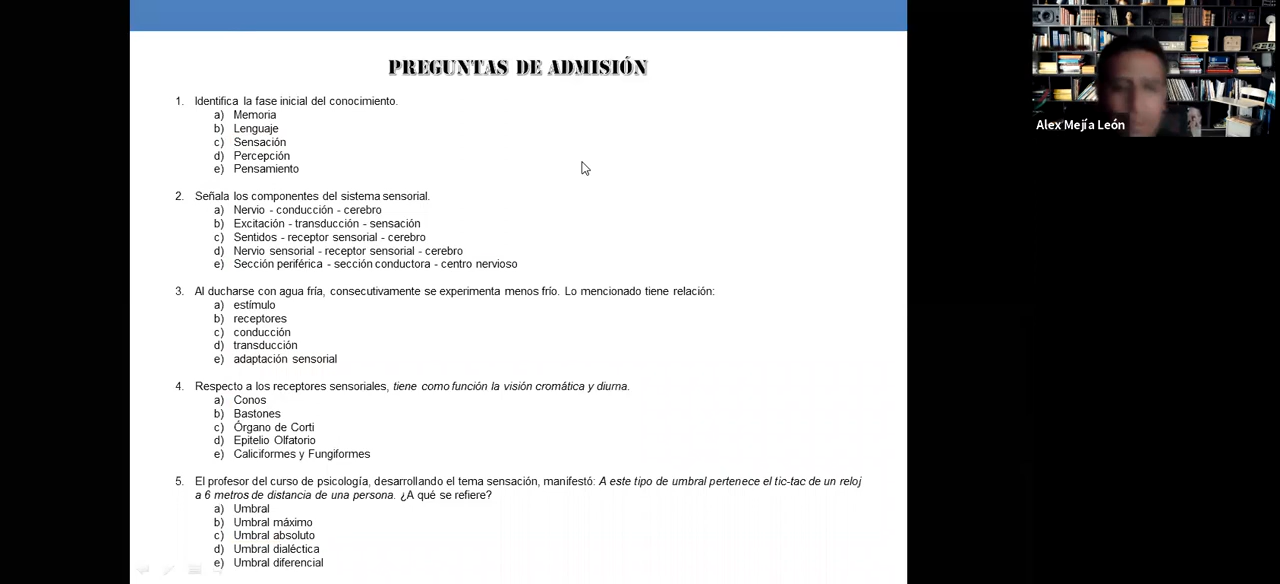 PREGUNTAS DE ADMISIÓN
1. Identifica la fase inicial del conocimiento.
a) Memoria
b) Lenguaje
c) Sensación
d) Percepción
e) Pensamiento
2. Señala los componentes del sistema sensorial.
a) Nervio - conducción - cerebro
b) Excitación - transducción - sensación
c) Sentidos - receptor sensorial - cerebro
d) Nervio sensorial - receptor sensorial - cerebro
e) Sección periférica - sección conductora - centro nervioso
3. Al ducharse con agua fría, consecutivamente se experimenta menos frío. Lo mencionado tiene relación:
a) estímulo
b) receptores
c) conducción
d) transducción
e) adaptación sensorial
4. Respecto a los receptores sensoriales, tiene como función la visión cromática y diurna.
a) Conos
b) Bastones
c) Órgano de Corti
d) Epitelio Olfatorio
e) Caliciformes y Fungiformes
5. El profesor del curso de psicología, desarrollando el tema sensación, manifestó: A este tipo de umbral pertenece el tic-tac de un reloj
a 6 metros de distancia de una persona. ¿A qué se refiere?
a) Umbral
b) Umbral máximo
c) Umbral absoluto
d) Umbral dialéctica
e) Umbral diferencial
Alex Mejía León